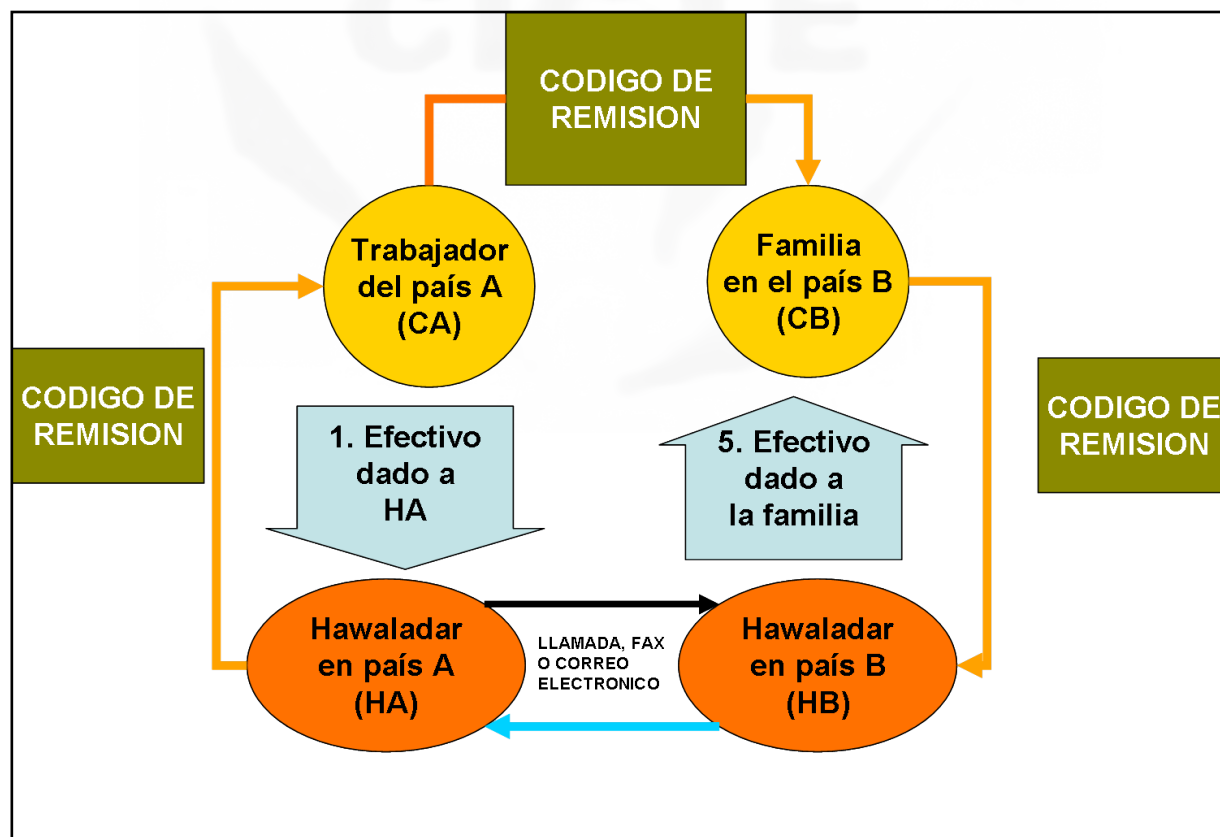 CODIGO DE
REMISION
Trabajador
del país A
(CA)
Familia
en el país B
(CB)
CODIGO DE
REMISION
1. Efectivo
dado a
HA
5. Efectivo
dado a
la familia
CODIGO DE
REMISION
Hawaladar
en país A
(HA)
LLAMADA, FAX
O CORREO
ELECTRONICO
Hawaladar
en país B
(HB)